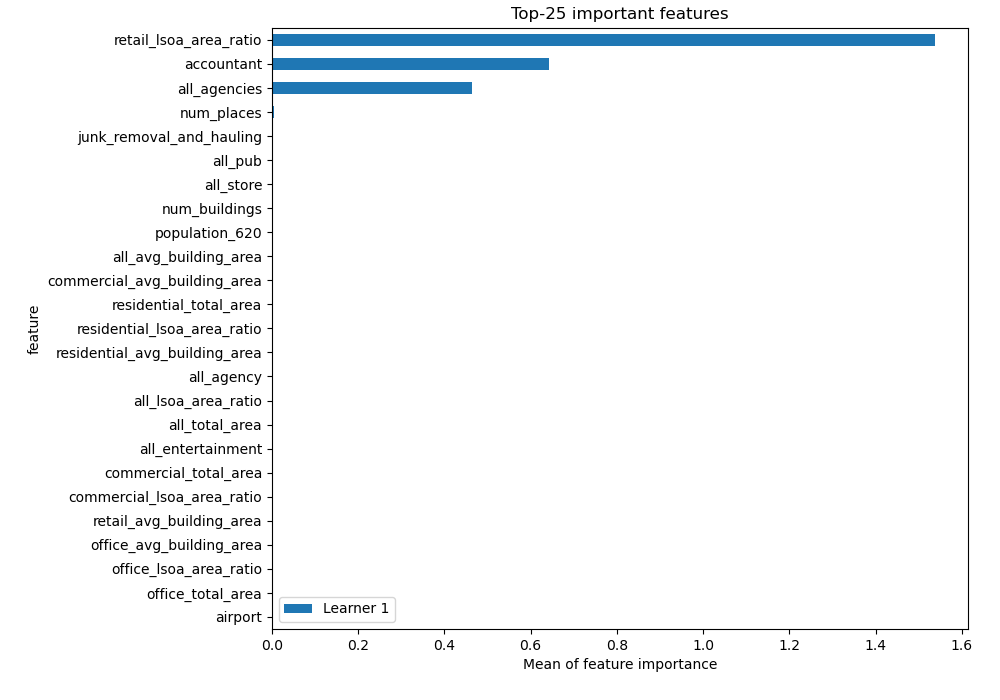 Top-25 important features
retail_lsoa_area_ratio
accountant
all_agencies
num_places
junk_removal_and_hauling
all_pub
all_store
num_buildings
population_620
all_avg_building_area
commercial_avg_building_area
residential_total_area
residential_lsoa_area_ratio
residential_avg_building_area
all_agency
all_lsoa_area_ratio
all_total_area
all_entertainment
commercial_total_area
commercial_lsoa_area_ratio
retail_avg_building_area
office_avg_building_area
office_lsoa_area_ratio
office_total_area
airport
feature
Learner 1
0.0 0.2 0.4 0.6 0.8 1.0 1.2 1.4 1.6
Mean of feature importance